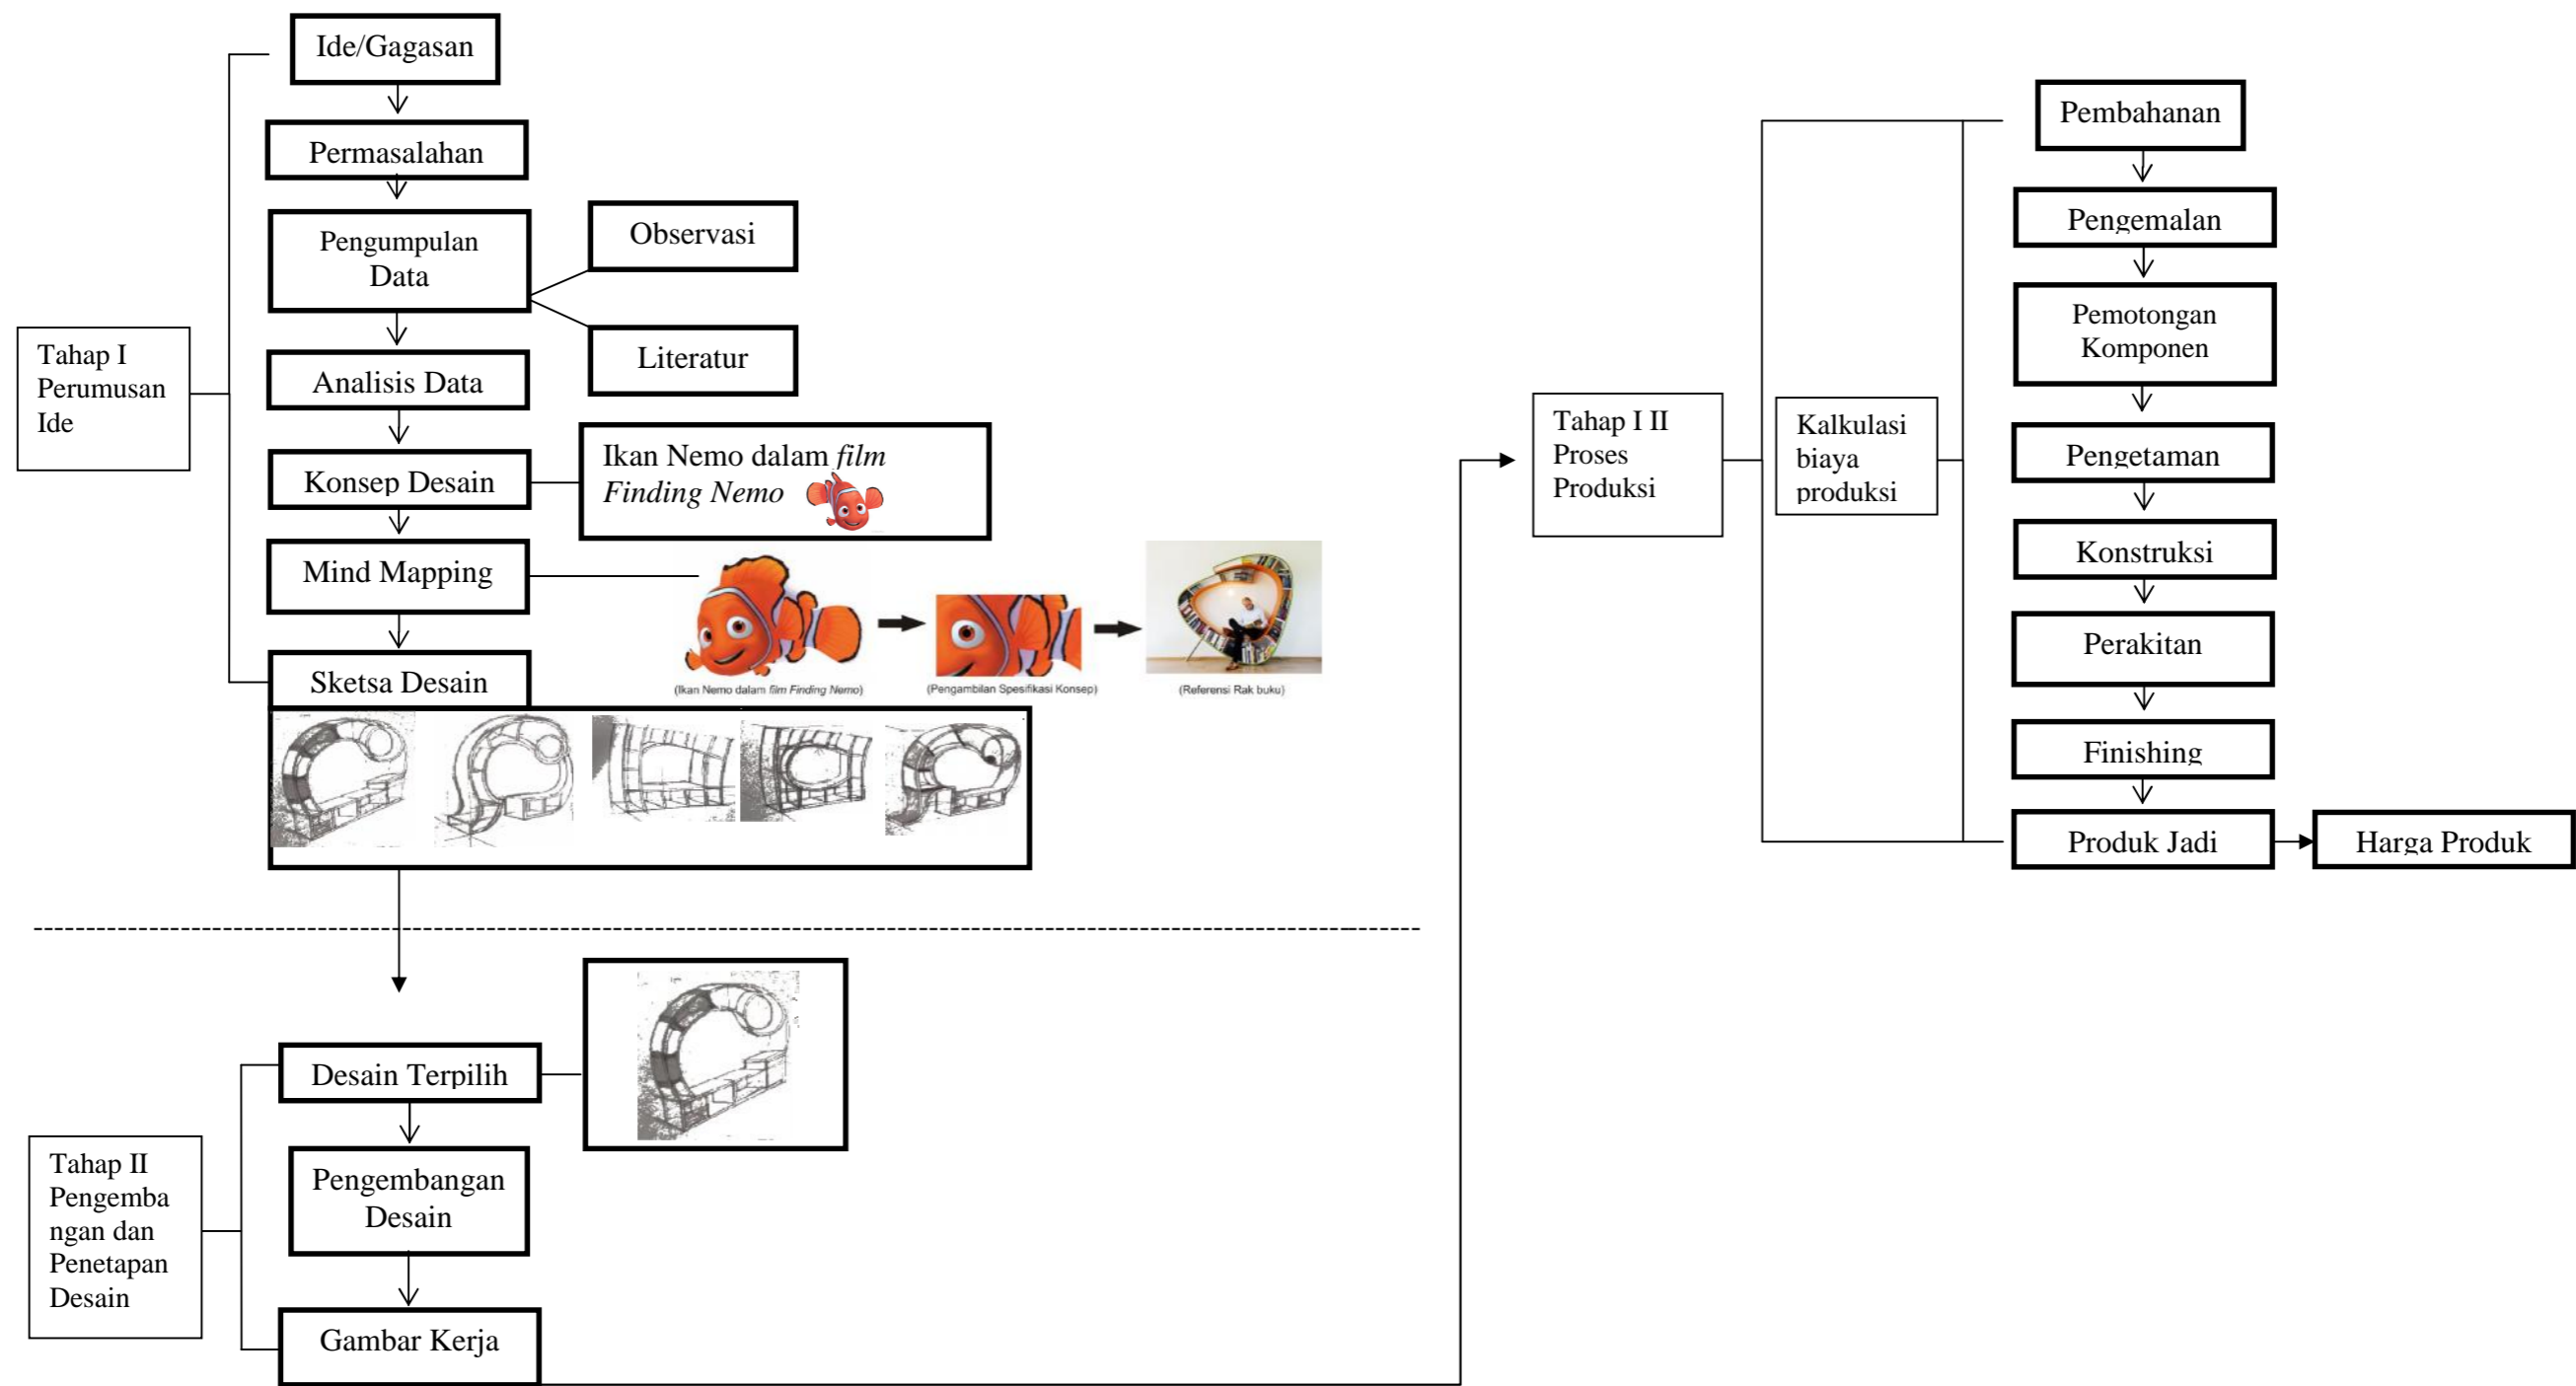 Ide/Gagasan
Permasalahan
Pengumpulan
Data
Observasi
Literatur
Tahap I
Perumusan
Ide
Analisis Data
Konsep Desain
Ikan Nemo dalam film
Finding Nemo
Mind Mapping
(Ikan Nemo dalam film Finding Nemo)
(Pengambilan Spesifikasi Konsep)
(Referensi Rak buku)
Sketsa Desain
Desain Terpilih
Tahap II
Pengemba
ngan dan
Penetapan
Desain
Pengembangan
Desain
Gambar Kerja
Tahap I II
Proses
Produksi
Kalkulasi
biaya
produksi
Pembahanan
Pengemalan
Pemotongan
Komponen
Pengetaman
Konstruksi
Perakitan
Finishing
Produk Jadi
Harga Produk